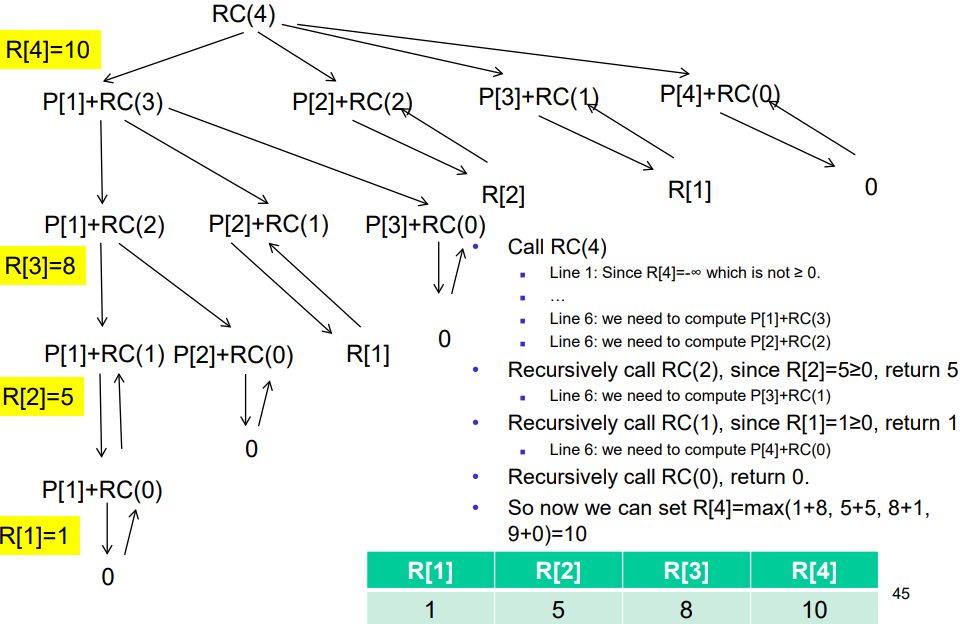 RC(4)
R[4]=10
P[1]+RC(3)
P[2]+RC(2)
P[3]+RC(1)
P[4]+RC(0)
R[2]
R[1]
0
P[1]+RC(2)
P[2]+RC(1)
P[3]+RC(0)
R[3]=8
0
P[1]+RC(1)
P[2]+RC(0)
R[1]
R[2]=5
0
P[1]+RC(0)
R[1]=1
0
• Call RC(4)
▪ Line 1: Since R[4]=-∞ which is not ≥ 0.
▪ …
▪ Line 6: we need to compute P[1]+RC(3)
▪ Line 6: we need to compute P[2]+RC(2)
• Recursively call RC(2), since R[2]=5≥0, return 5
▪ Line 6: we need to compute P[3]+RC(1)
• Recursively call RC(1), since R[1]=1≥0, return 1
▪ Line 6: we need to compute P[4]+RC(0)
• Recursively call RC(0), return 0.
• So now we can set R[4]=max(1+8, 5+5, 8+1,
9+0)=10
R[1] R[2] R[3] R[4]
1 5 8 10
45